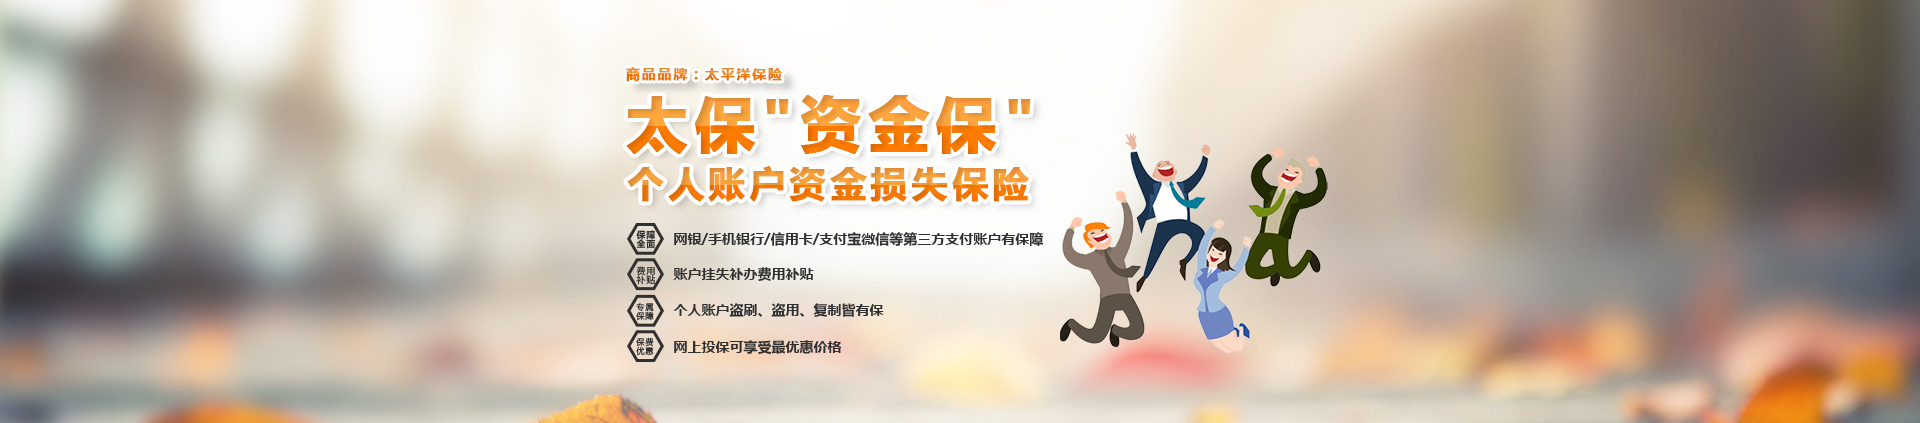 商品品牌：太平洋保险
太保"资金保"
个人账户资金损失保险
保障
全面
网银/手机银行/信用卡/支付宝微信等第三方支付账户有保障
费用
补贴
账户挂失补办费用补贴
专属
保障
个人账户盗刷、盗用、复制皆有保
保费
优惠
网上投保可享受最优惠价格